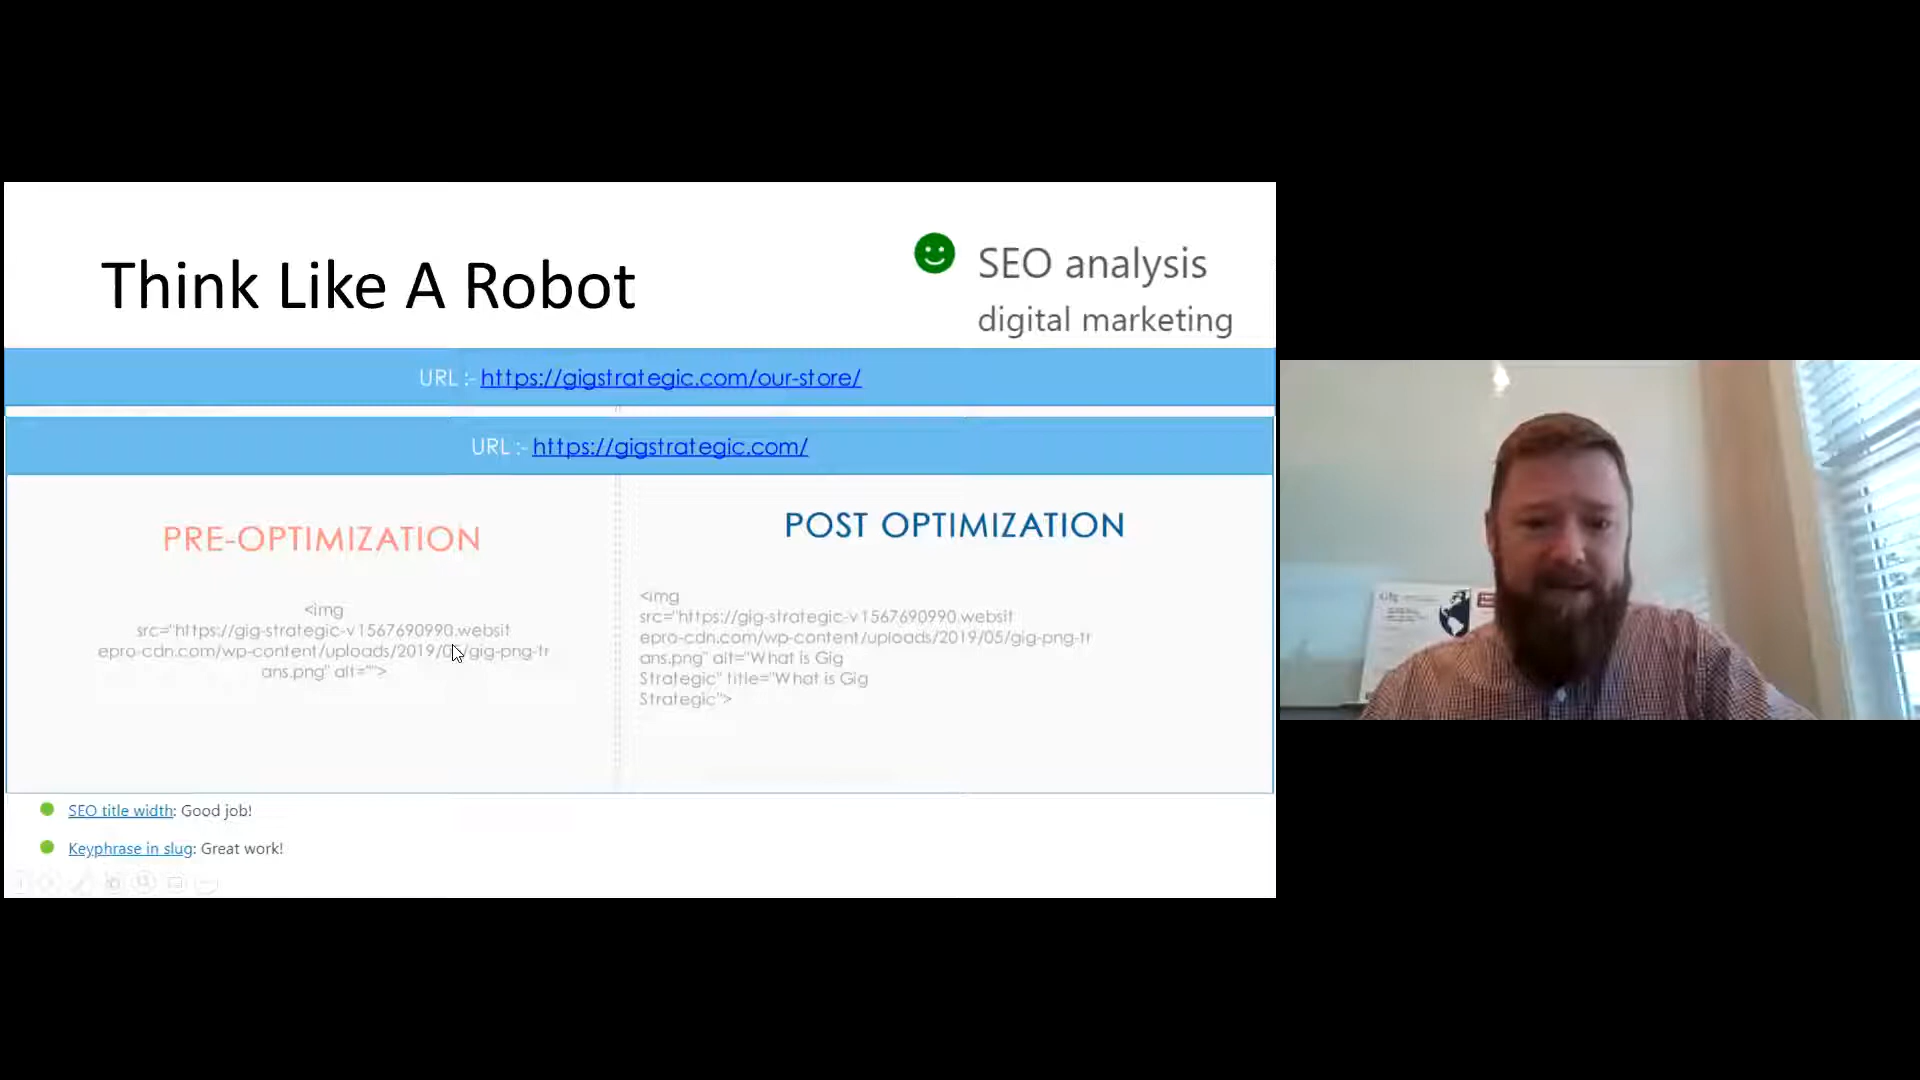 Think Like A Robot
SEO analysis
digital marketing
URL :- https://gigstrategic.com/our-store/
URL :- https://gigstrategic.com/
PRE-OPTIMIZATION
<img
src="https://gig-strategic-v1567690990.websit
epro-cdn.com/wp-content/uploads/2019/05/gig-png-tr
ans.png" alt="">
POST OPTIMIZATION
<img
src="https://gig-strategic-v1567690990.websit
epro-cdn.com/wp-content/uploads/2019/05/gig-png-tr
ans.png" alt="What is Gig
Strategic" title="What is Gig
Strategic">
SEO title width: Good job!
Keyphrase in slug: Great work!
Gig